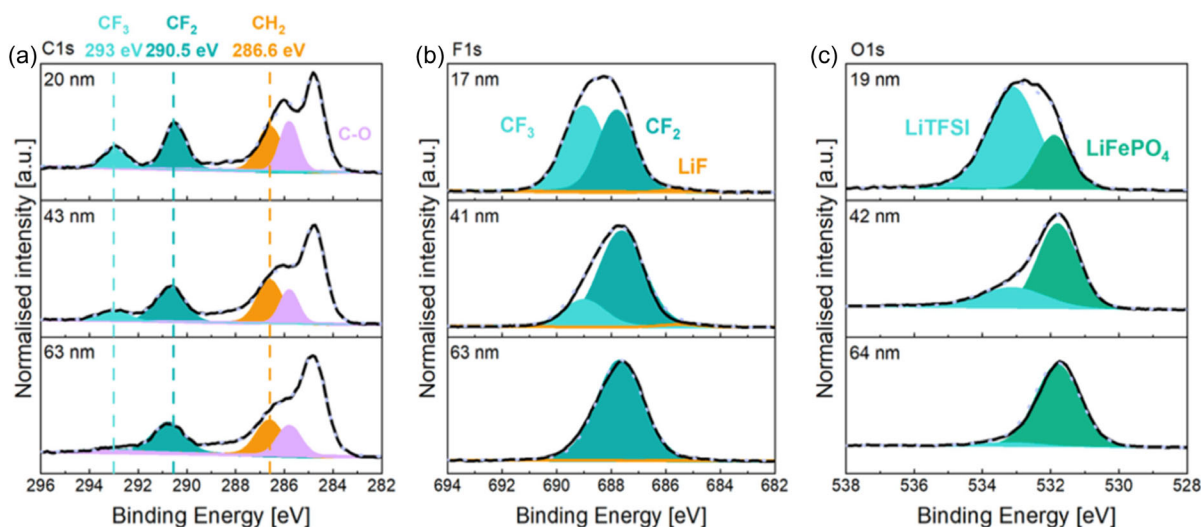 (a)
C1s
CF3
293 eV
CF2
290.5 eV
CH2
286.6 eV
20 nm
C-O
43 nm
63 nm
Normalised intensity [a.u.]
296 294 292 290 288 286 284 282
Binding Energy [eV]
(b)
F1s
17 nm
CF3
CF2
LiF
41 nm
63 nm
Normalised intensity [a.u.]
694 692 690 688 686 684 682
Binding Energy [eV]
(c)
O1s
19 nm
LiTFSI
LiFePO4
42 nm
64 nm
Normalised intensity [a.u.]
538 536 534 532 530 528
Binding Energy [eV]